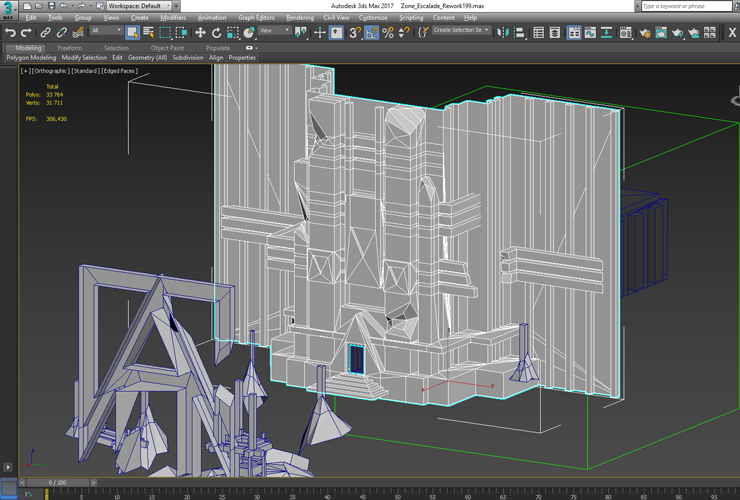 Workspace: Default
Autodesk 3ds Max 2017 Zone_Escalade_Rework199.max
Type a keyword or phrase
MAX
Edit Tools Group Views Create Modifiers Animation Graph Editors Rendering Civil View Customize Scripting Content Help
All View Create Selection Se
Modeling Freeform Selection Object Paint Populate
Polygon Modeling Modify Selection Edit Geometry (All) Subdivision Align Properties
[+] [Orthographic] [Standard] [Edged Faces]
Total
Polys: 33 764
Verts: 31 711
FPS: 306,430
x
y
z
0 / 100
0 5 10 15 20 25 30 35 40 45 50 55 60 65 70 75 80 85 90 95